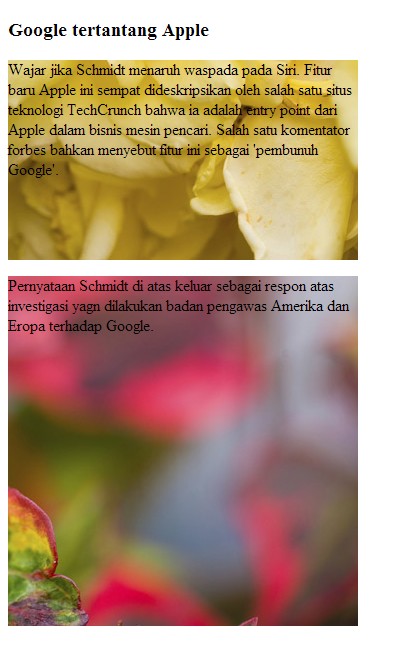 Google tertantang Apple
Wajar jika Schmidt menaruh waspada pada Siri. Fitur
baru Apple ini sempat dideskripsikan oleh salah satu situs
teknologi TechCrunch bahwa ia adalah entry point dari
Apple dalam bisnis mesin pencari. Salah satu komentator
forbes bahkan menyebut fitur ini sebagai 'pembunuh
Google'.
Pernyataan Schmidt di atas keluar sebagai respon atas
investigasi yagn dilakukan badan pengawas Amerika dan
Eropa terhadap Google.